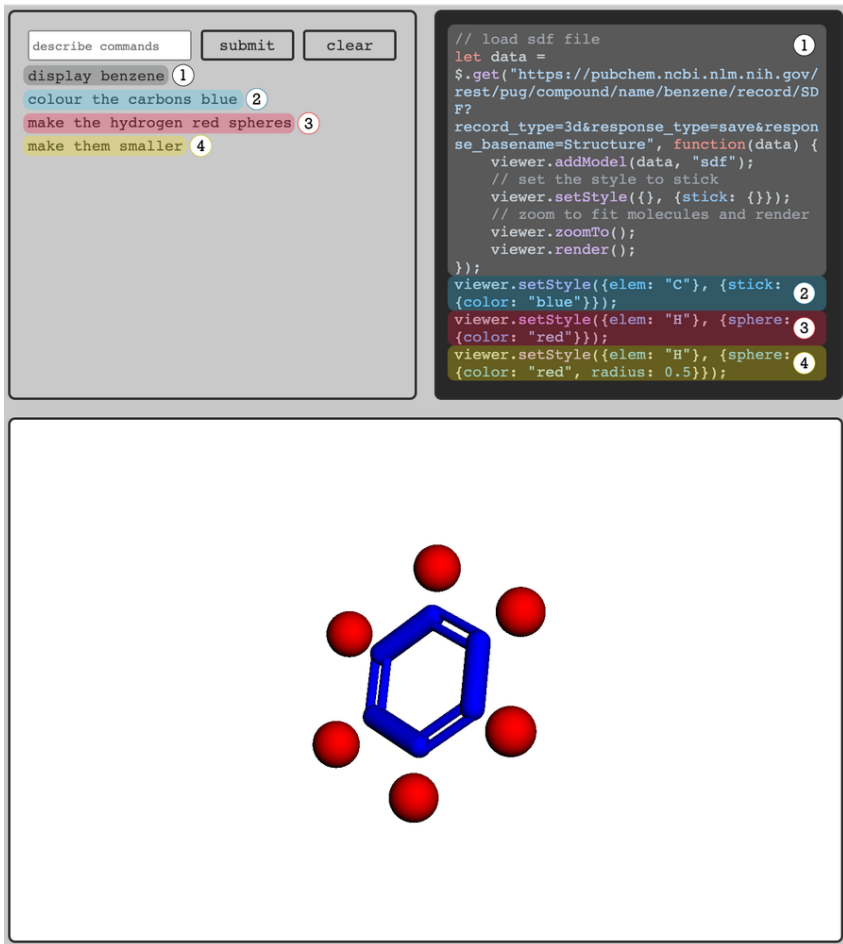 describe commands
submit
clear
display benzene 1
colour the carbons blue 2
make the hydrogen red spheres 3
make them smaller 4
// load sdf file 1
let data =
$.get("https://pubchem.ncbi.nlm.nih.gov/
rest/pug/compound/name/benzene/record/SD
F?
record_type=3d&response_type=save&respon
se_basename=Structure", function(data) {
    viewer.addModel(data, "sdf");
    // set the style to stick
    viewer.setStyle({}, {stick: {}});
    // zoom to fit molecules and render
    viewer.zoomTo();
    viewer.render();
});
viewer.setStyle({elem: "C"}, {stick: 2
{color: "blue"}});
viewer.setStyle({elem: "H"}, {sphere: 3
{color: "red"}});
viewer.setStyle({elem: "H"}, {sphere: 4
{color: "red", radius: 0.5}});